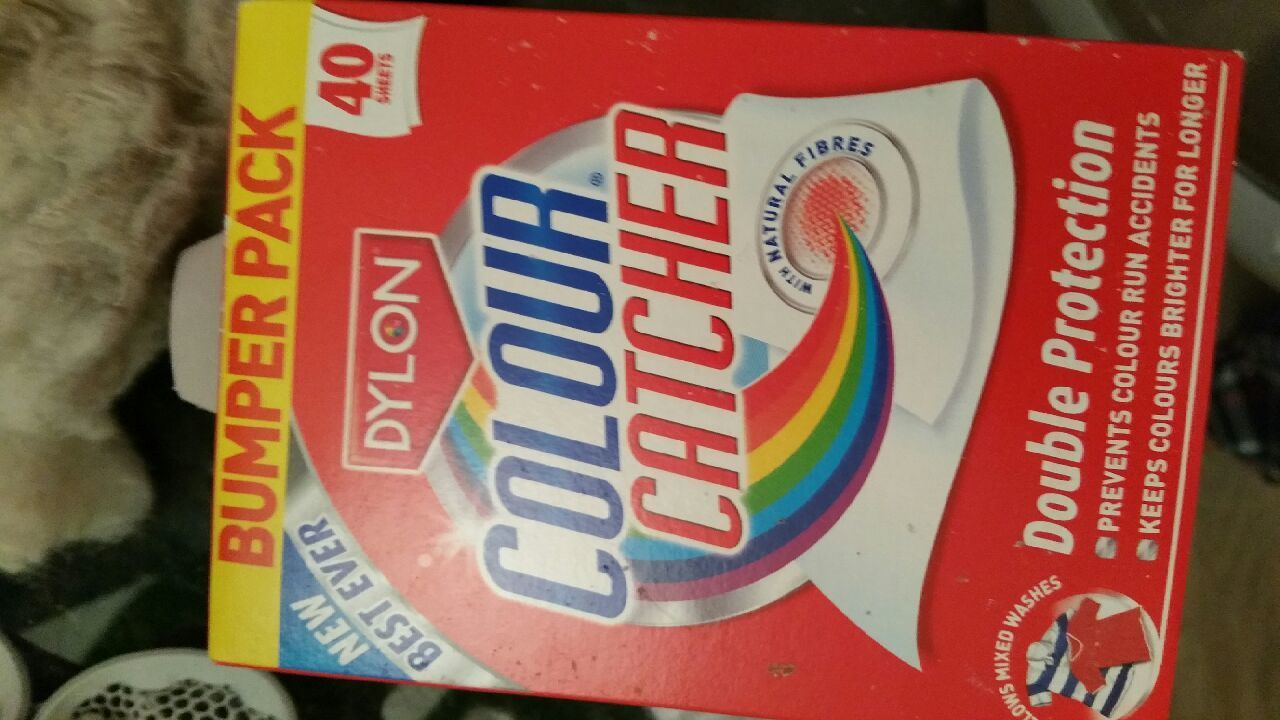 BUMPER PACK
40
SHEETS
NEW
BEST EVER
DYLON
COLOUR
CATCHER
®
WITH NATURAL FIBRES
Double Protection
PREVENTS COLOUR RUN ACCIDENTS
KEEPS COLOURS BRIGHTER FOR LONGER
MIXED WASHES